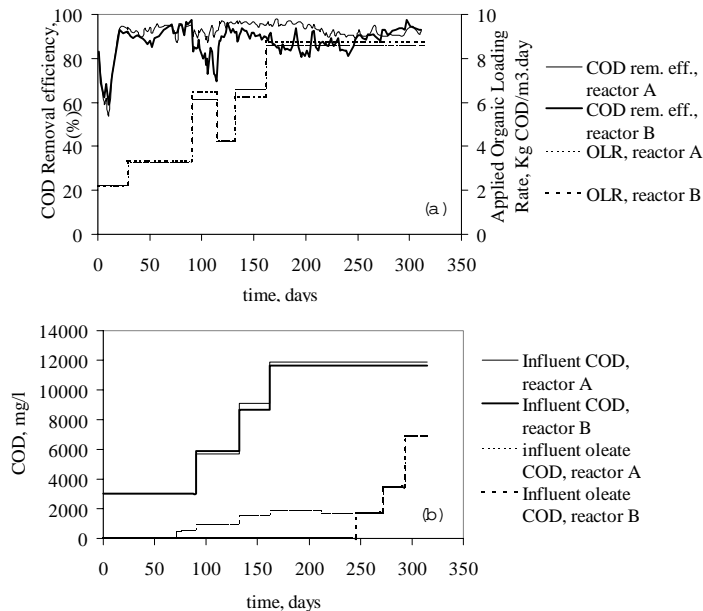 COD Removal efficiency,
(%)
100
80
60
40
20
0
10
8
6
4
2
0
Applied Organic Loading
Rate, Kg COD/m3.day
(a)
0 50 100 150 200 250 300 350
time, days
COD rem. eff.,
reactor A
COD rem. eff.,
reactor B
OLR, reactor A
OLR, reactor B
COD, mg/l
14000
12000
10000
8000
6000
4000
2000
0
(b)
0 50 100 150 200 250 300 350
time, days
Influent COD,
reactor A
Influent COD,
reactor B
influent oleate
COD, reactor A
Influent oleate
COD, reactor B